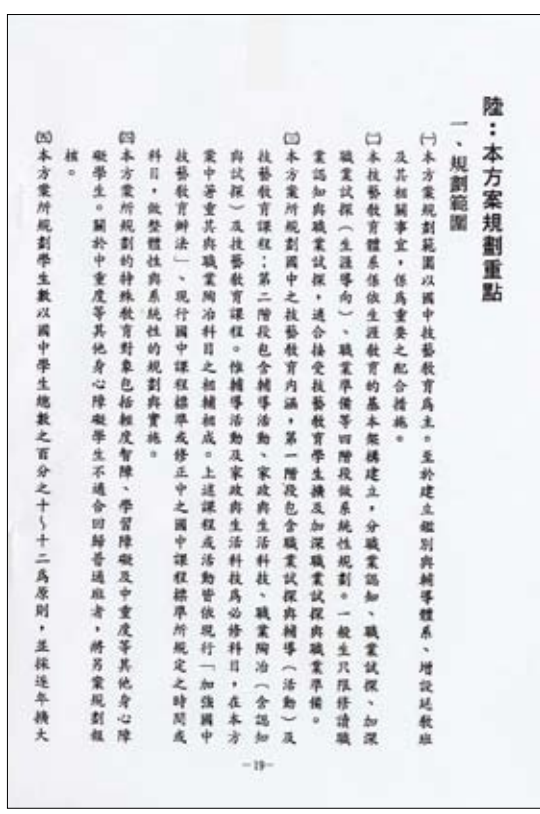 陸：本方案規劃重點
一、規劃範圍
㈠本方案規劃範圍以國中技藝教育為主。至於建立鑑別與輔導體系、增設延教班
及其相關事宜，係為重要之配合措施。
㈡本技藝教育體系係依生涯教育的基本架構建立，分職業認知、職業試探、加深
職業試探（生涯導向）、職業準備等四階段做系統性規劃。一般生只限修讀職
業認知與職業試探，適合接受技藝教育學生擴及加深職業試探與職業準備。
㈢本方案所規劃國中之技藝教育內涵，第一階段包含職業試探與輔導（活動）及
技藝教育課程；第二階段包含輔導活動、家政與生活科技、職業陶冶（含認知
與試探）及技藝教育課程。惟輔導活動及家政與生活科技為必修科目，在本方
案中著重其與職業陶冶科目之相輔相成。上述課程或活動皆依現行「加強國中
技藝教育辦法」、現行國中課程標準或修正中之國中課程標準所規定之時間或
科目，做整體性與系統性的規劃與實施。
㈣本方案所規劃的特殊教育對象包括輕度智障、學習障礙及中重度等其他身心障
礙學生。關於中重度等其他身心障礙學生不適合回歸普通班者，將另案規劃報
核。
㈤本方案所規劃學生數以國中學生總數之百分之十～十二為原則，並採逐年擴大
－19－